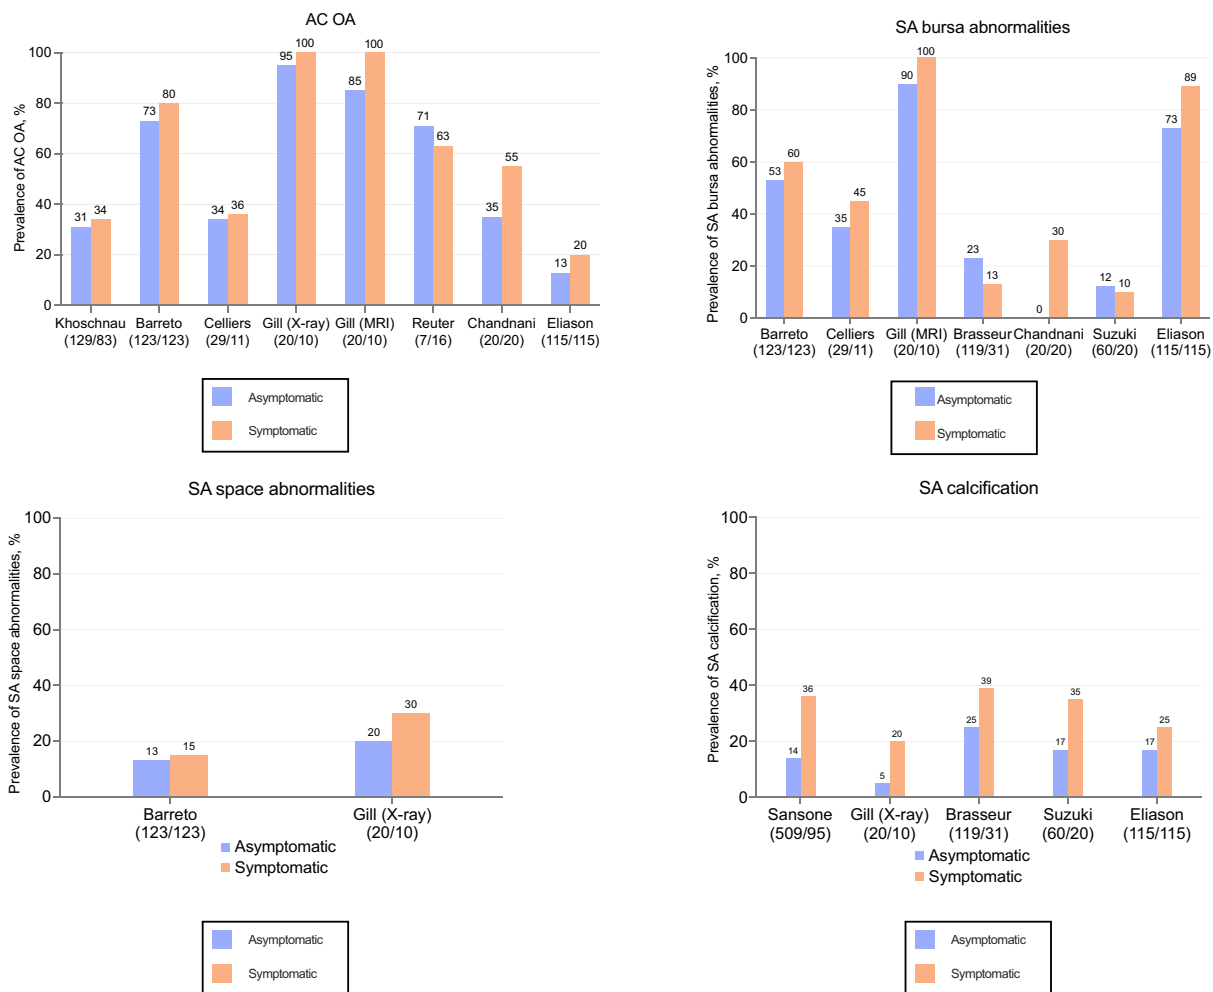 AC OA
Prevalence of AC OA, %
100
80
60
40
20
0
31 34 73 80 34 36 95 100 85 100 71 63 35 55 13 20
Khoschnau Barreto Celliers Gill (X-ray) Gill (MRI) Reuter Chandnani Eliason
(129/83) (123/123) (29/11) (20/10) (20/10) (7/16) (20/20) (115/115)
Asymptomatic
Symptomatic
SA bursa abnormalities
Prevalence of SA bursa abnormalities, %
100
80
60
40
20
0
53 60 35 45 90 100 23 13 0 30 12 10 73 89
Barreto Celliers Gill (MRI) Brasseur Chandnani Suzuki Eliason
(123/123) (29/11) (20/10) (119/31) (20/20) (60/20) (115/115)
Asymptomatic
Symptomatic
SA space abnormalities
Prevalence of SA space abnormalities, %
100
80
60
40
20
0
13 15 20 30
Barreto Gill (X-ray)
(123/123) (20/10)
Asymptomatic
Symptomatic
Asymptomatic
Symptomatic
SA calcification
Prevalence of SA calcification, %
100
80
60
40
20
0
14 36 5 20 25 39 17 35 17 25
Sansone Gill (X-ray) Brasseur Suzuki Eliason
(509/95) (20/10) (119/31) (60/20) (115/115)
Asymptomatic
Symptomatic
Asymptomatic
Symptomatic